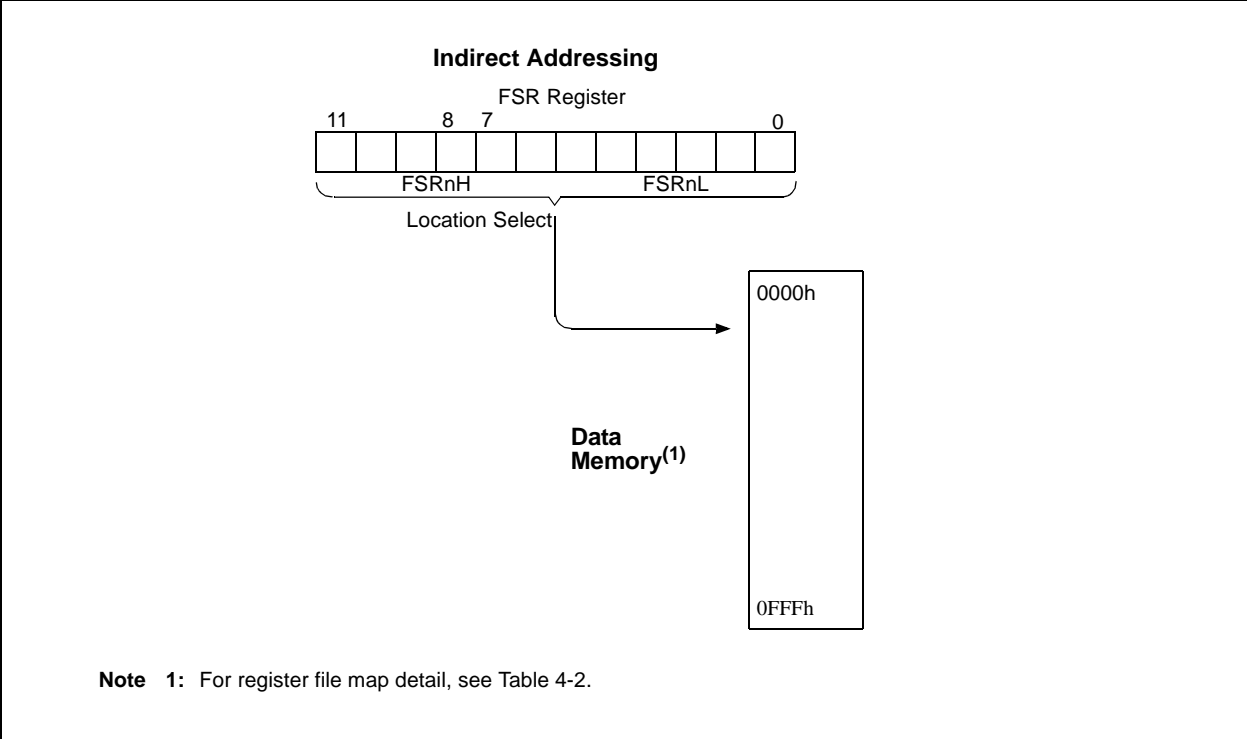 Indirect Addressing
FSR Register
11 8 7 0
FSRnH FSRnL
Location Select
0000h
Data
Memory(1)
0FFFh
Note 1: For register file map detail, see Table 4-2.